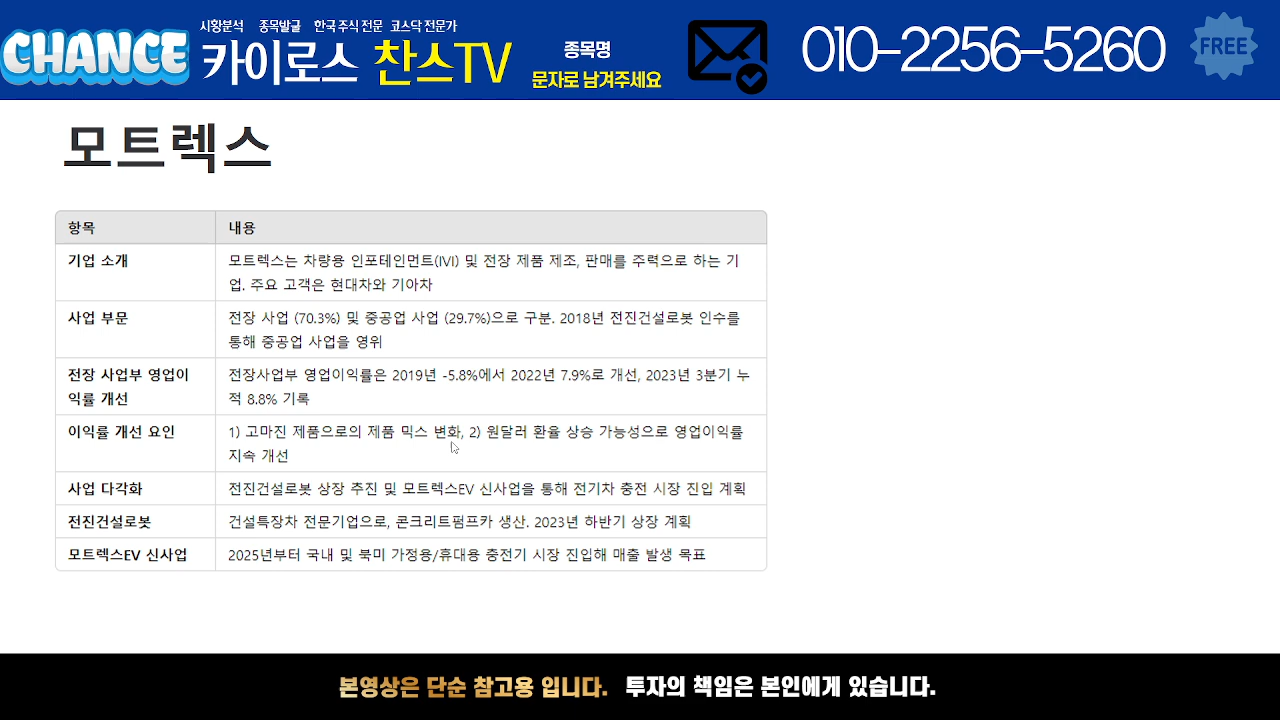 CHANCE
시황분석 종목발굴 한국 주식 전문 코스닥 전문가
카이로스 찬스TV
종목명
문자로 남겨주세요
010-2256-5260
FREE
모트렉스
항목 내용
기업 소개 모트렉스는 차량용 인포테인먼트(IVI) 및 전장 제품 제조, 판매를 주력으로 하는 기
업. 주요 고객은 현대차와 기아차
사업 부문 전장 사업 (70.3%) 및 중공업 사업 (29.7%)으로 구분. 2018년 전진건설로봇 인수를
통해 중공업 사업을 영위
전장 사업부 영업이 전장사업부 영업이익률은 2019년 -5.8%에서 2022년 7.9%로 개선, 2023년 3분기 누
익률 개선 적 8.8% 기록
이익률 개선 요인 1) 고마진 제품으로의 제품 믹스 변화, 2) 원달러 환율 상승 가능성으로 영업이익률
지속 개선
사업 다각화 전진건설로봇 상장 추진 및 모트렉스EV 신사업을 통해 전기차 충전 시장 진입 계획
전진건설로봇 건설특장차 전문기업으로, 콘크리트펌프카 생산. 2023년 하반기 상장 계획
모트렉스EV 신사업 2025년부터 국내 및 북미 가정용/휴대용 충전기 시장 진입해 매출 발생 목표
본영상은 단순 참고용 입니다. 투자의 책임은 본인에게 있습니다.